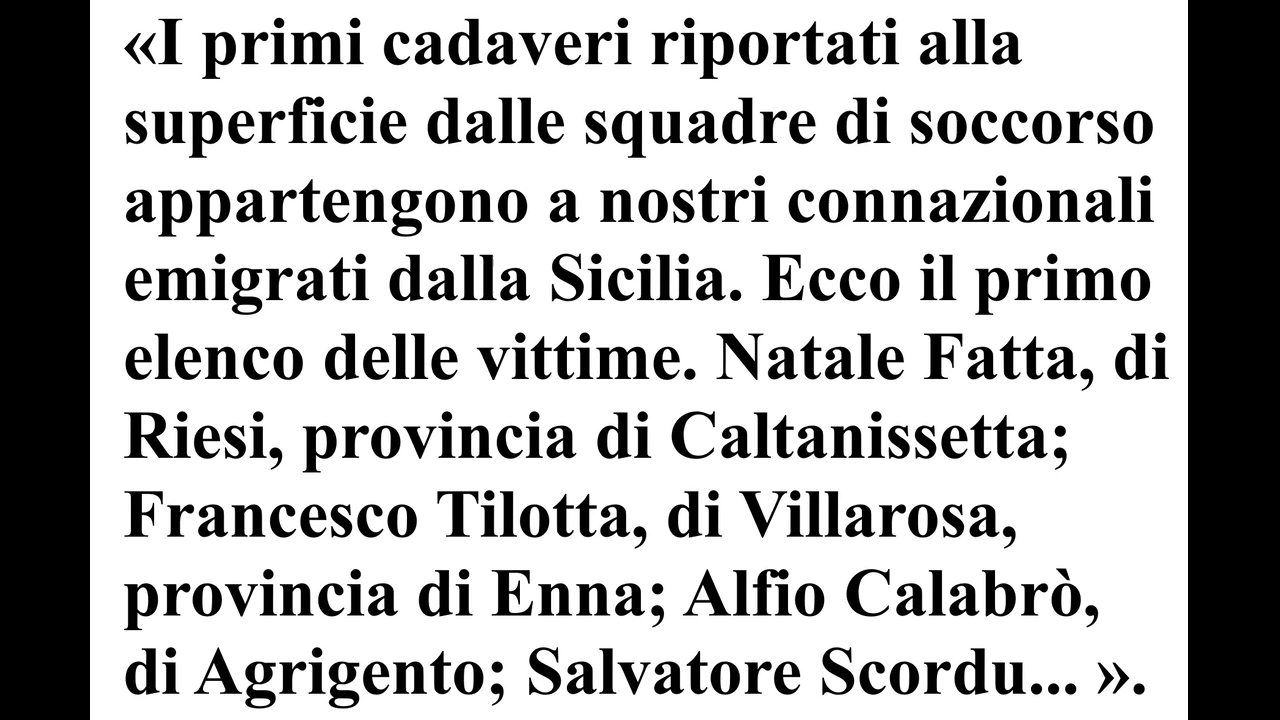 «I primi cadaveri riportati alla
superficie dalle squadre di soccorso
appartengono a nostri connazionali
emigrati dalla Sicilia. Ecco il primo
elenco delle vittime. Natale Fatta, di
Riesi, provincia di Caltanissetta;
Francesco Tilotta, di Villarosa,
provincia di Enna; Alfio Calabrò,
di Agrigento; Salvatore Scordu... ».